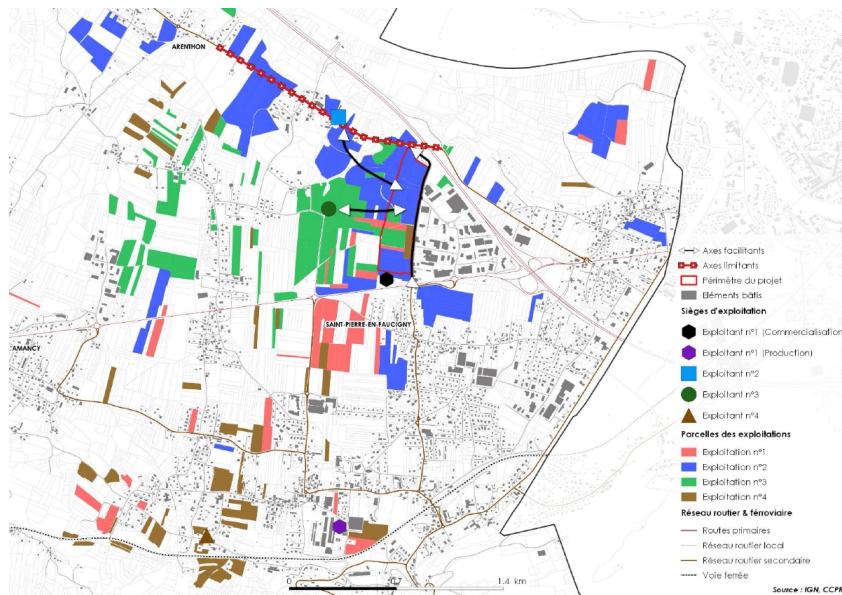 ARENTHON
Axes facilitants
Axes limitants
Périmètre du projet
Eléments bâtis
Sièges d'exploitation
Exploitant n°1 (Commercialisation)
Exploitant n°1 (Production)
Exploitant n°2
Exploitant n°3
Exploitant n°4
Parcelles des exploitations
Exploitation n°1
Exploitation n°2
Exploitation n°3
Exploitation n°4
Réseau routier & férroviaire
Routes primaires
Réseau routier local
Réseau routier secondaire
Voie ferrée
SAINT-PIERRE-EN-FAUCIGNY
AMANCY
0 0.7 1.4 km
Source : IGN, CCPR